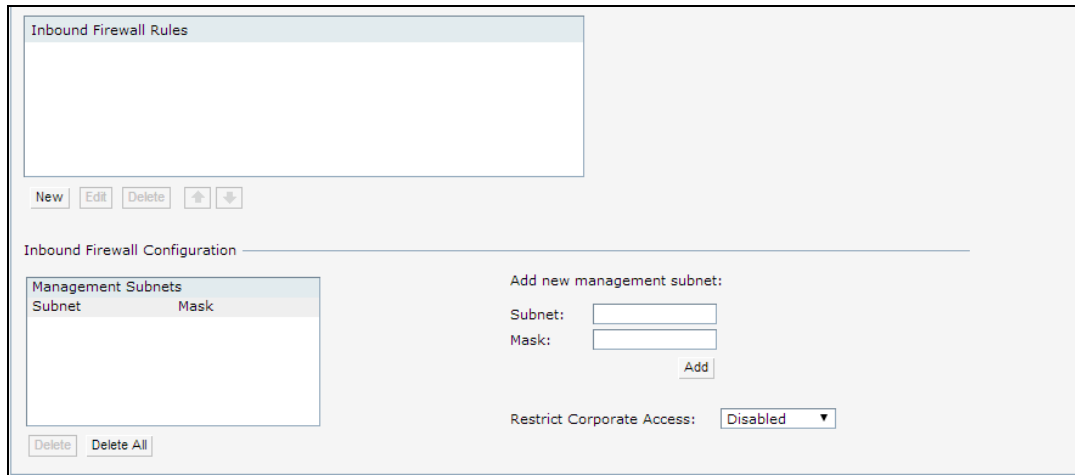 Inbound Firewall Rules
New Edit Delete
Inbound Firewall Configuration
Management Subnets
Subnet Mask
Delete Delete All
Add new management subnet:
Subnet:
Mask:
Add
Restrict Corporate Access: Disabled